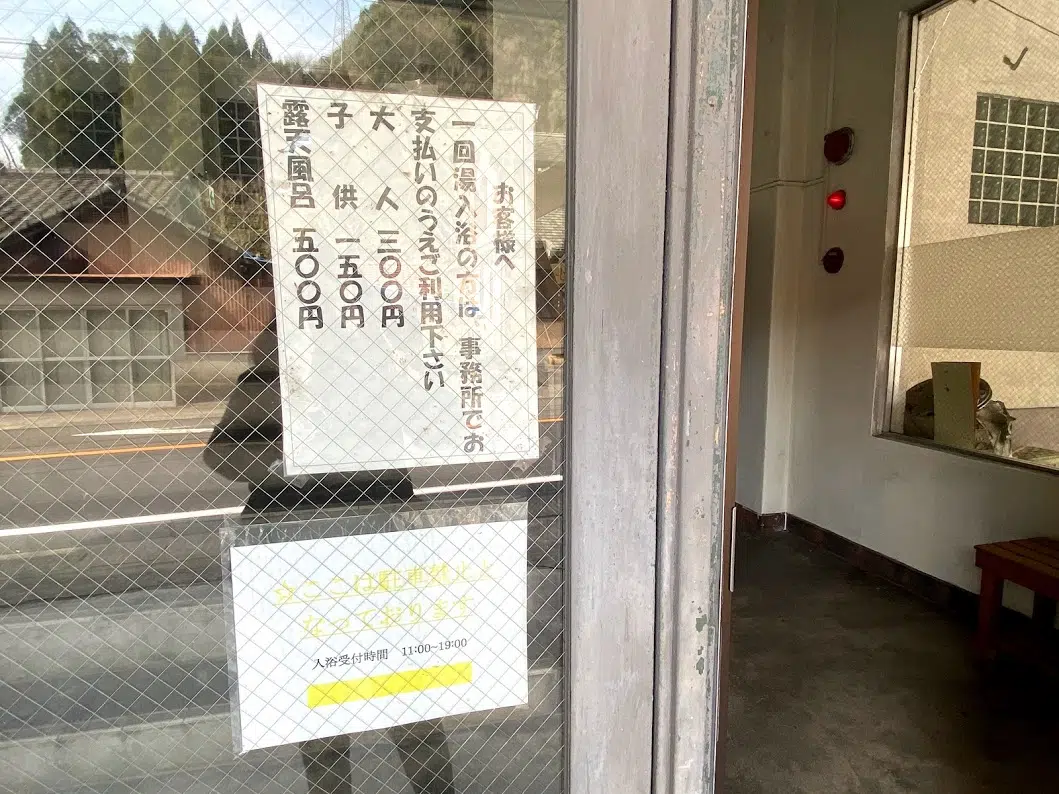 お客様へ
一回湯入浴の方は、事務所でお
支払いのうえご利用下さい
大人 三〇〇円
子供 一五〇円
露天風呂 五〇〇円
☆ここは駐車禁止と
なっております
入浴受付時間 11:00~19:00